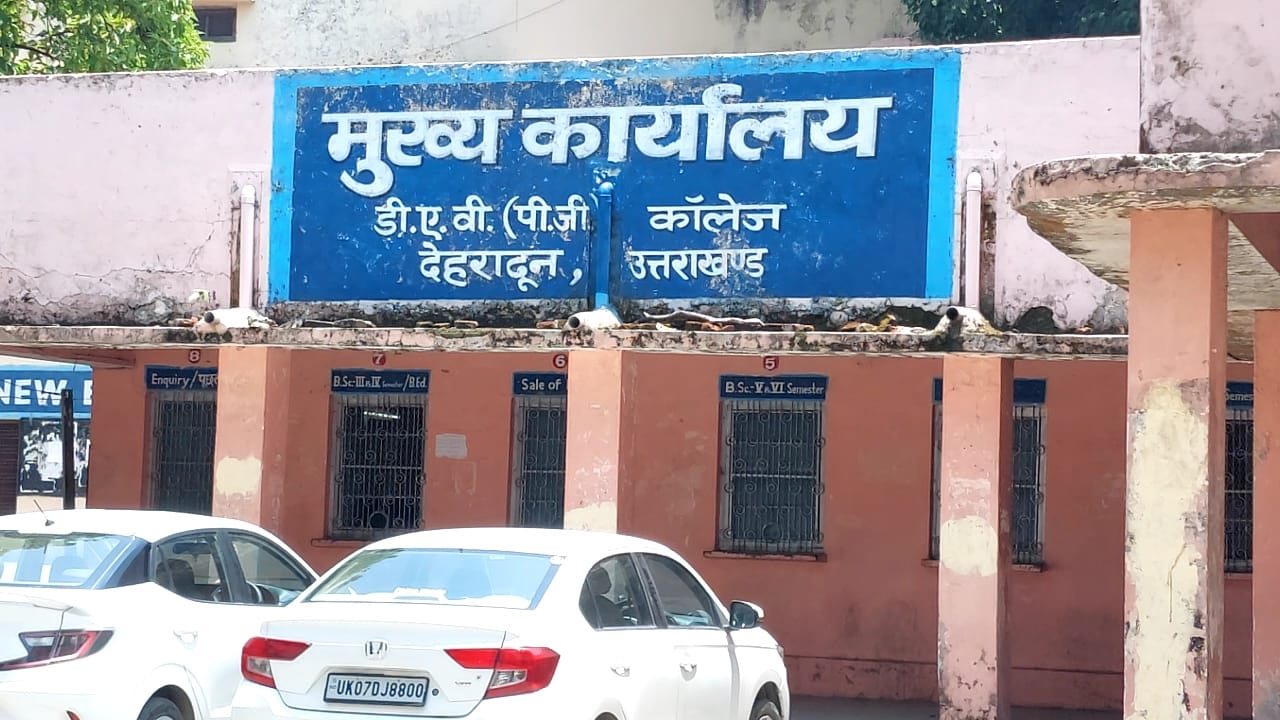 मुख्य कार्यालय
डी.ए.वी. (पी.जी कॉलेज
देहरादून, उत्तराखण्ड
8
7
6
5
Enquiry/
B.Sc.-III & IV Semester/B.Ed.
Sale of
B.Sc.-V & VI Semester
NEW
UK07DJ8800